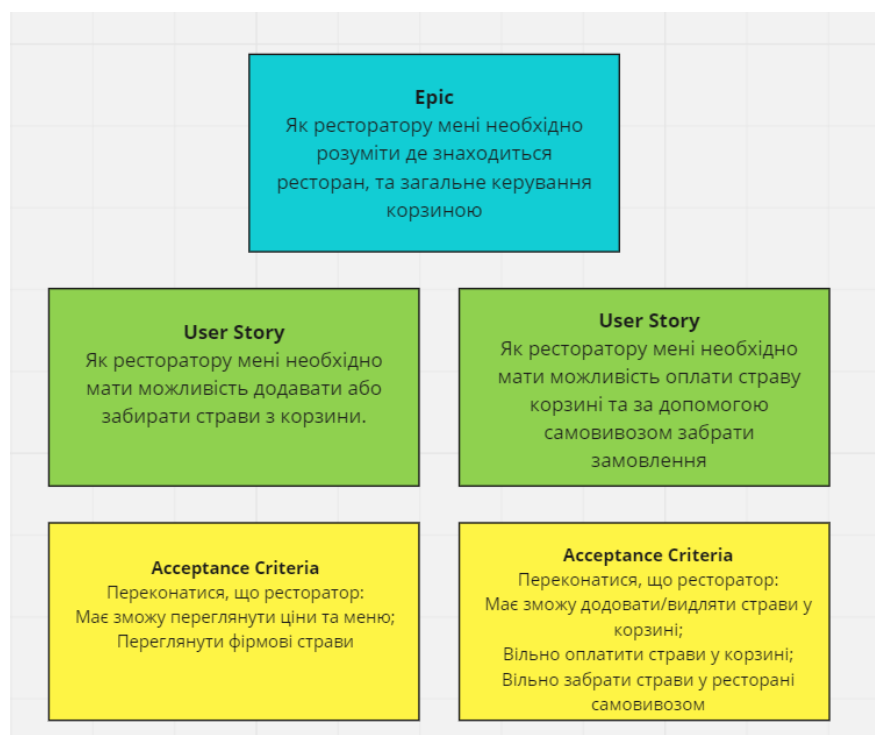 Epic
Як ресторатору мені необхідно
розуміти де знаходиться
ресторан, та загальне керування
корзиною
User Story
Як ресторатору мені необхідно
мати можливість додавати або
забирати страви з корзини.
User Story
Як ресторатору мені необхідно
мати можливість оплати страву
корзині та за допомогою
самовивозом забрати
замовлення
Acceptance Criteria
Переконатися, що ресторатор:
Має зможу переглянути ціни та меню;
Переглянути фірмові страви
Acceptance Criteria
Переконатися, що ресторатор:
Має зможу додовати/видляти страви у
корзині;
Вільно оплатити страви у корзині;
Вільно забрати страви у ресторані
самовивозом